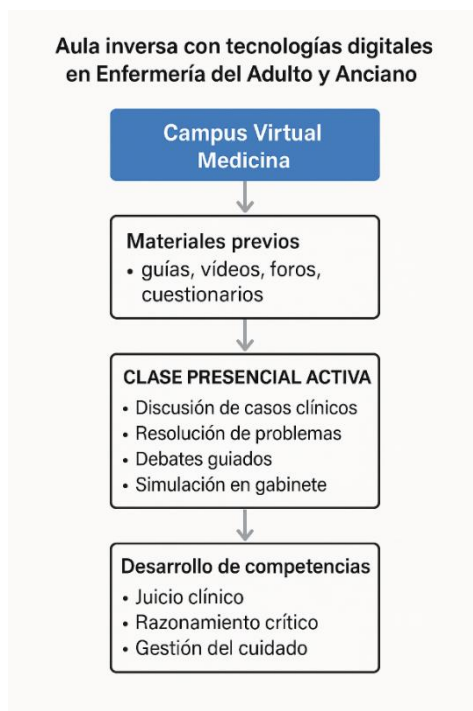 Aula inversa con tecnologías digitales
en Enfermería del Adulto y Anciano
Campus Virtual
Medicina
Materiales previos
• guías, vídeos, foros,
cuestionarios
CLASE PRESENCIAL ACTIVA
• Discusión de casos clínicos
• Resolución de problemas
• Debates guiados
• Simulación en gabinete
Desarrollo de competencias
• Juicio clínico
• Razonamiento crítico
• Gestión del cuidado